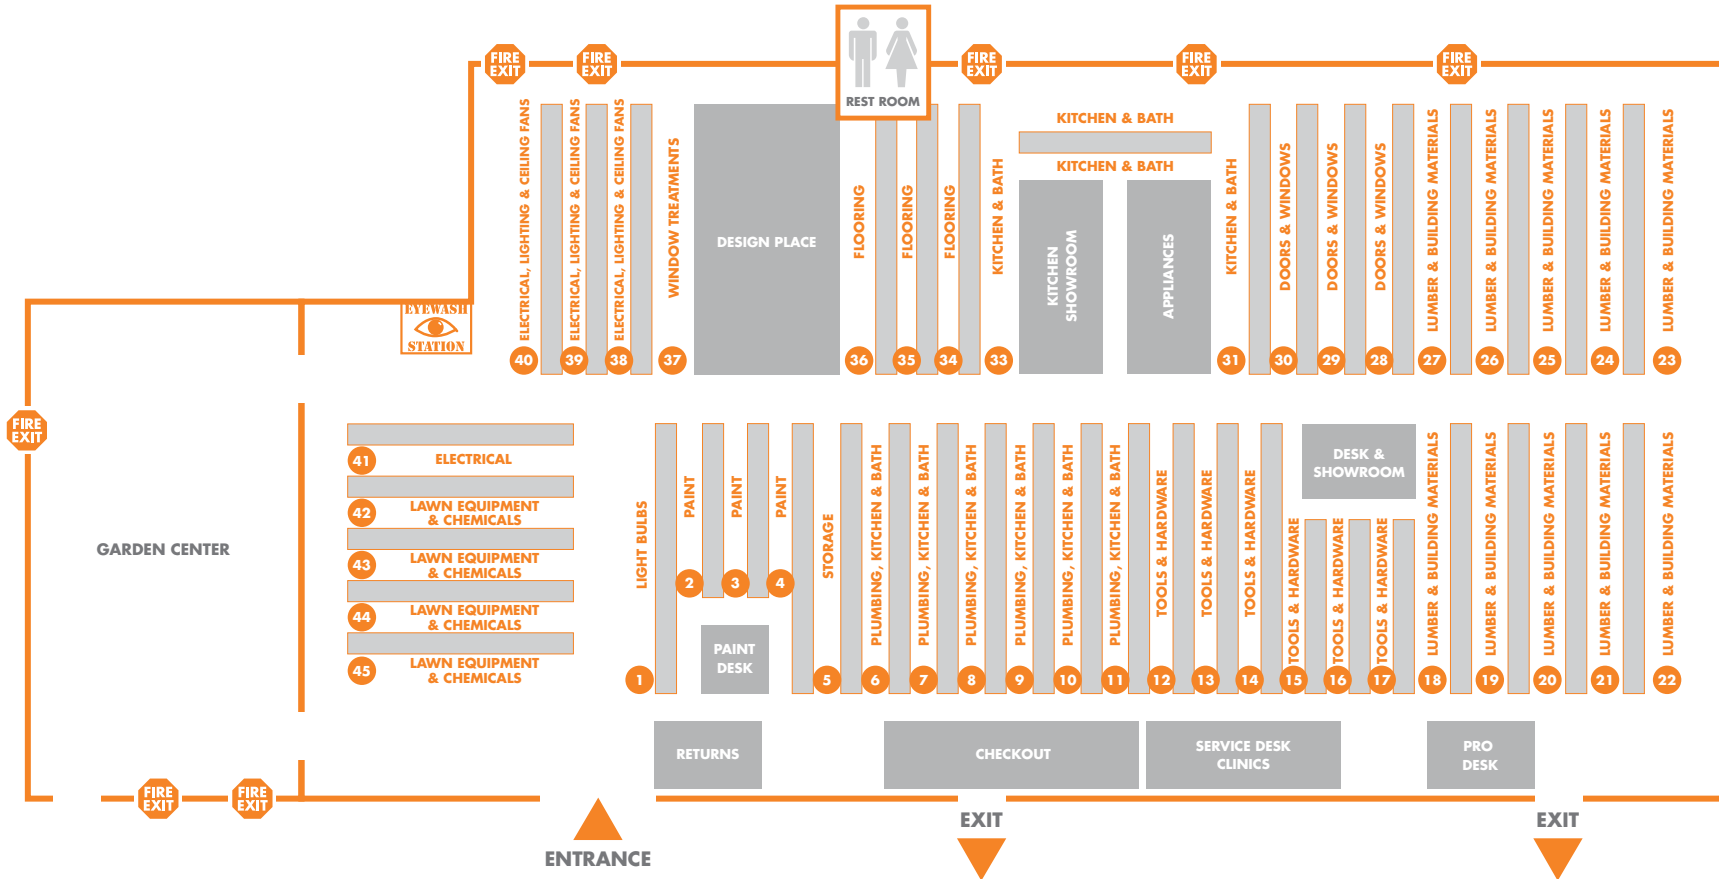 FIRE
EXIT
FIRE
EXIT
REST ROOM
FIRE
EXIT
FIRE
EXIT
FIRE
EXIT
ELECTRICAL, LIGHTING & CEILING FANS
40
ELECTRICAL, LIGHTING & CEILING FANS
39
ELECTRICAL, LIGHTING & CEILING FANS
38
WINDOW TREATMENTS
37
DESIGN PLACE
FLOORING
36
FLOORING
35
FLOORING
34
KITCHEN & BATH
33
KITCHEN & BATH
KITCHEN & BATH
KITCHEN
SHOWROOM
APPLIANCES
KITCHEN & BATH
31
DOORS & WINDOWS
30
DOORS & WINDOWS
29
DOORS & WINDOWS
28
LUMBER & BUILDING MATERIALS
27
LUMBER & BUILDING MATERIALS
26
LUMBER & BUILDING MATERIALS
25
LUMBER & BUILDING MATERIALS
24
LUMBER & BUILDING MATERIALS
23
EYEWASH
STATION
FIRE
EXIT
GARDEN CENTER
41
ELECTRICAL
42
LAWN EQUIPMENT
& CHEMICALS
43
LAWN EQUIPMENT
& CHEMICALS
44
LAWN EQUIPMENT
& CHEMICALS
45
LAWN EQUIPMENT
& CHEMICALS
LIGHT BULBS
1
PAINT
2
PAINT
3
PAINT
4
PAINT
DESK
STORAGE
5
PLUMBING, KITCHEN & BATH
6
PLUMBING, KITCHEN & BATH
7
PLUMBING, KITCHEN & BATH
8
PLUMBING, KITCHEN & BATH
9
PLUMBING, KITCHEN & BATH
10
PLUMBING, KITCHEN & BATH
11
TOOLS & HARDWARE
12
TOOLS & HARDWARE
13
TOOLS & HARDWARE
14
DESK &
SHOWROOM
TOOLS & HARDWARE
15
TOOLS & HARDWARE
16
TOOLS & HARDWARE
17
LUMBER & BUILDING MATERIALS
18
LUMBER & BUILDING MATERIALS
19
LUMBER & BUILDING MATERIALS
20
LUMBER & BUILDING MATERIALS
21
LUMBER & BUILDING MATERIALS
22
RETURNS
CHECKOUT
SERVICE DESK
CLINICS
PRO
DESK
FIRE
EXIT
FIRE
EXIT
ENTRANCE
EXIT
EXIT